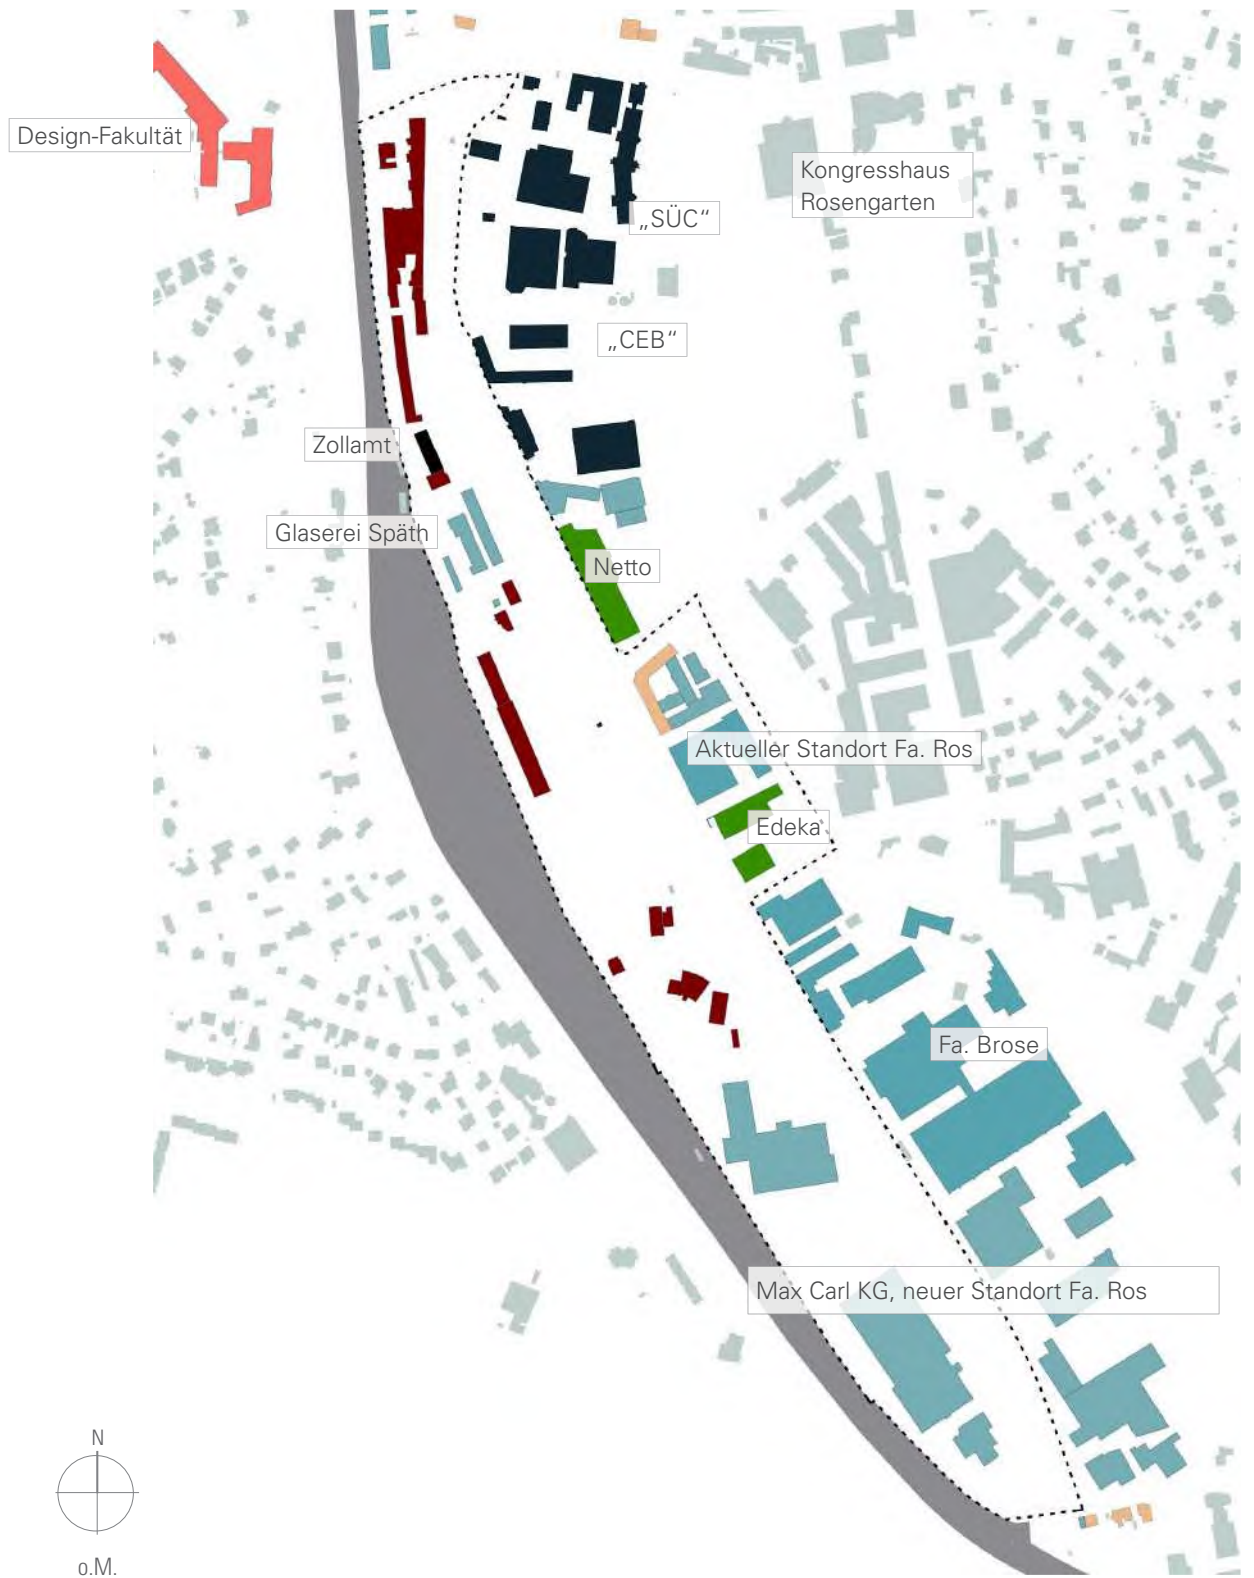 Design-Fakultät
Kongresshaus
Rosengarten
„SÜC“
„CEB“
Zollamt
Glaserei Späth
Netto
Aktueller Standort Fa. Ros
Edeka
Fa. Brose
Max Carl KG, neuer Standort Fa. Ros
N
o.M.